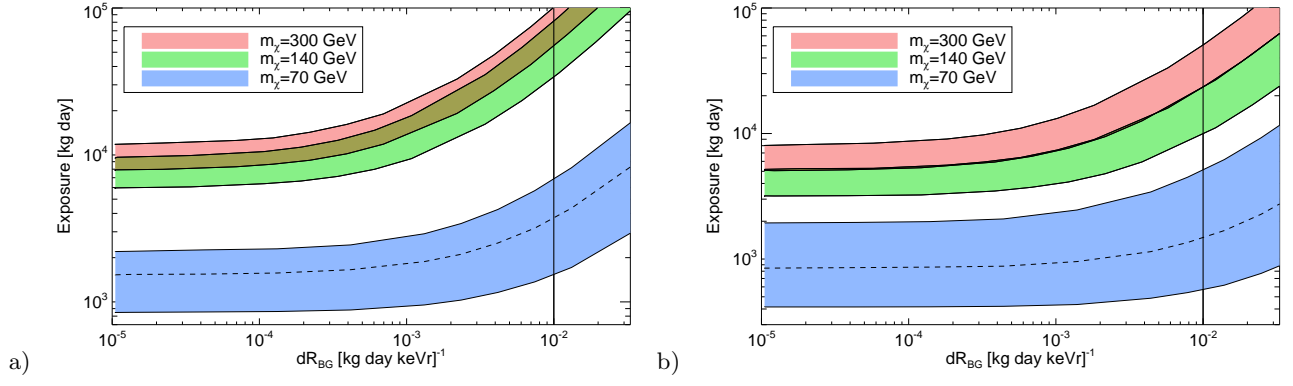 10^5
10^4
10^3
Exposure [kg day]
m_χ=300 GeV
m_χ=140 GeV
m_χ=70 GeV
10^-5 10^-4 10^-3 10^-2
a) dR_BG [kg day keVr]^-1
10^5
10^4
10^3
Exposure [kg day]
m_χ=300 GeV
m_χ=140 GeV
m_χ=70 GeV
10^-5 10^-4 10^-3 10^-2
b) dR_BG [kg day keVr]^-1